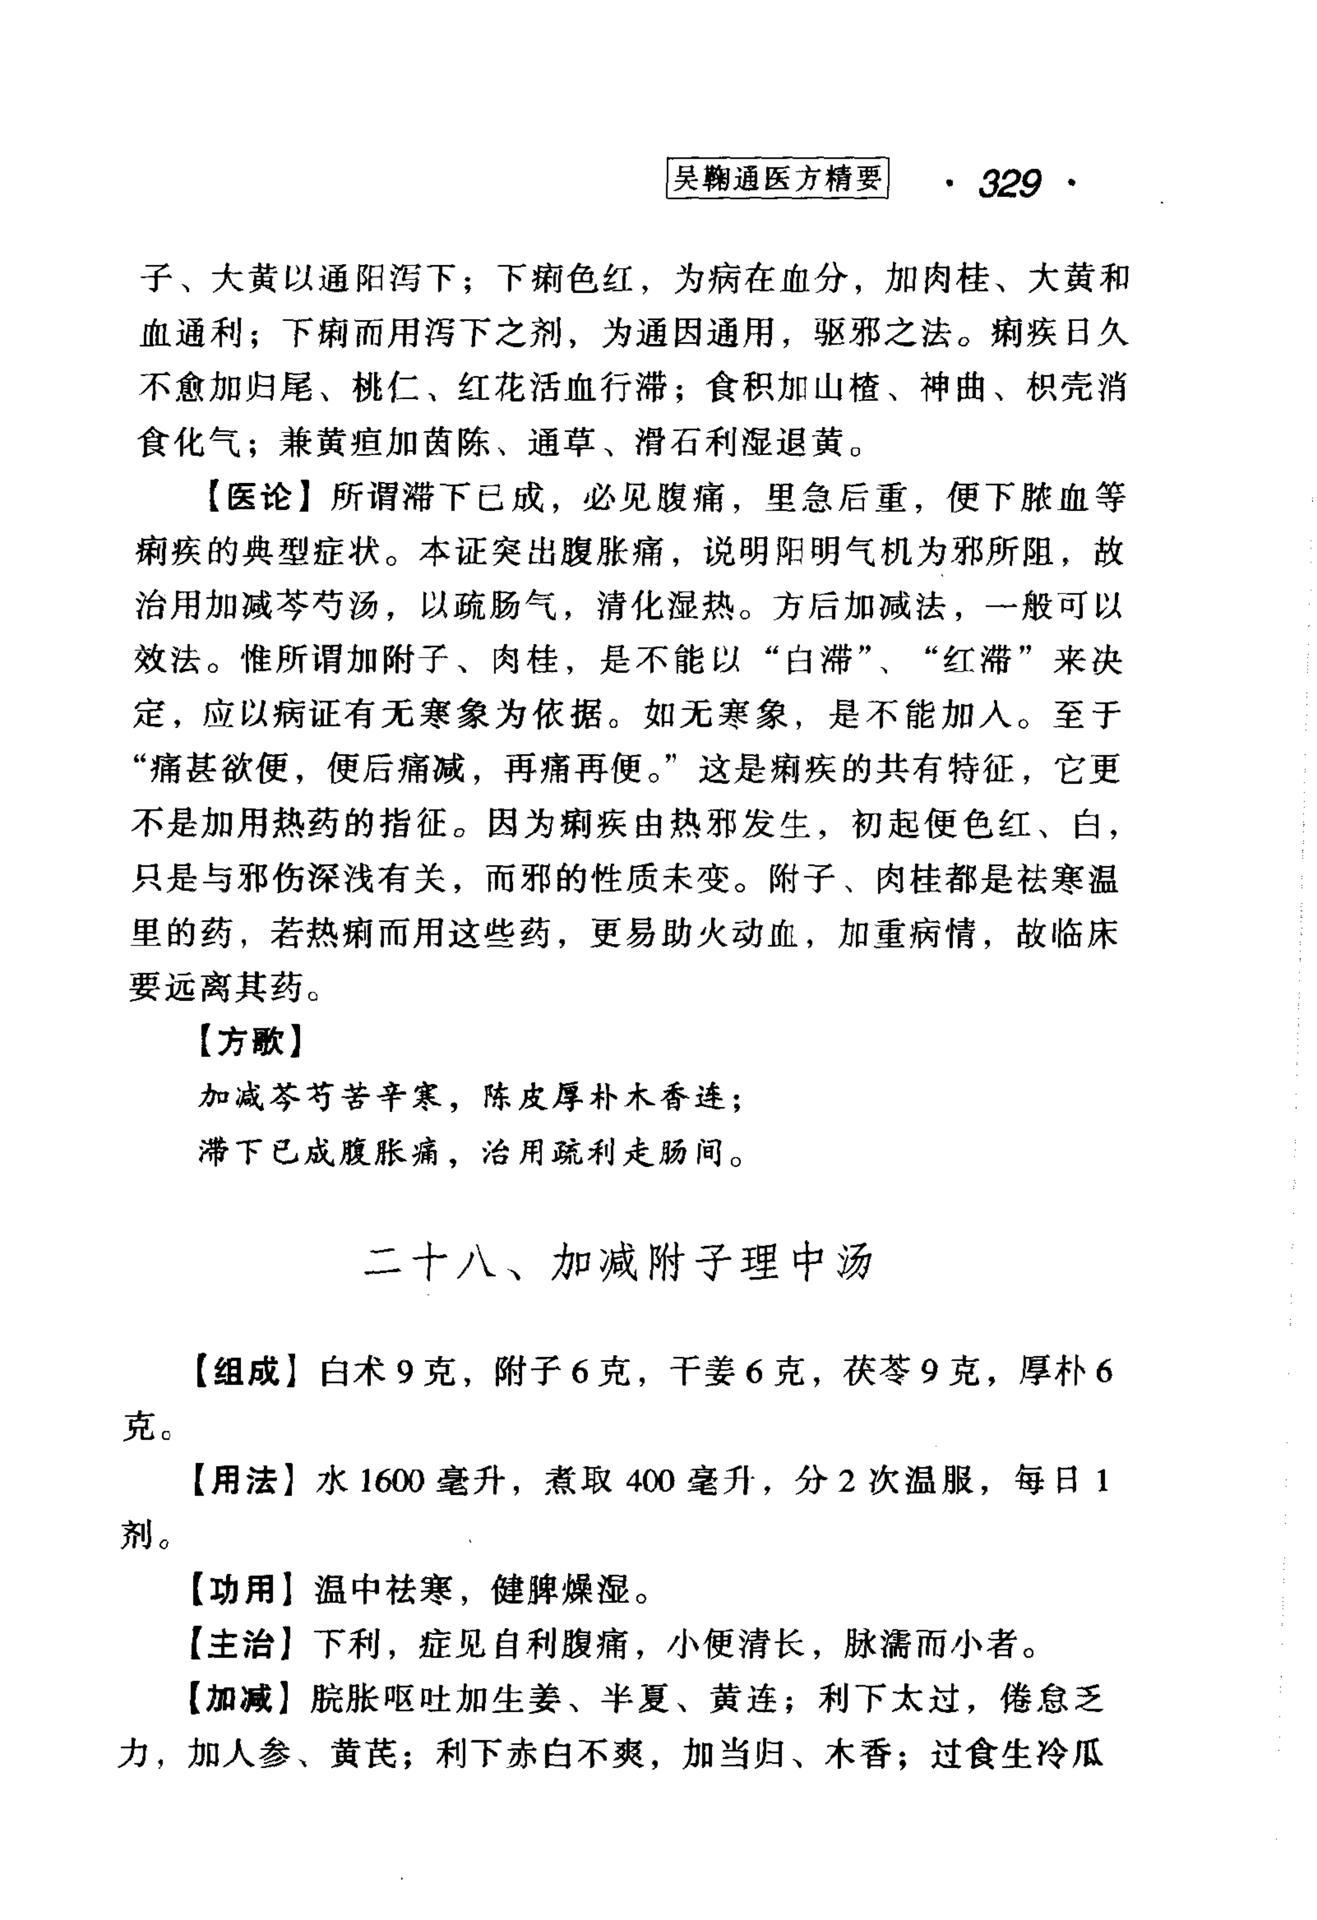 吴鞠通医方精要 · 329 ·
子、大黄以通阳泻下；下痢色红，为病在血分，加肉桂、大黄和
血通利；下痢而用泻下之剂，为通因通用，驱邪之法。痢疾日久
不愈加归尾、桃仁、红花活血行滞；食积加山楂、神曲、枳壳消
食化气；兼黄疸加茵陈、通草、滑石利湿退黄。
【医论】所谓滞下已成，必见腹痛，里急后重，便下脓血等
痢疾的典型症状。本证突出腹胀痛，说明阳明气机为邪所阻，故
治用加减芩芍汤，以疏肠气，清化湿热。方后加减法，一般可以
效法。惟所谓加附子、肉桂，是不能以“白滞”、“红滞”来决
定，应以病证有无寒象为依据。如无寒象，是不能加入。至于
“痛甚欲便，便后痛减，再痛再便。”这是痢疾的共有特征，它更
不是加用热药的指征。因为痢疾由热邪发生，初起便色红、白，
只是与邪伤深浅有关，而邪的性质未变。附子、肉桂都是祛寒温
里的药，若热痢而用这些药，更易助火动血，加重病情，故临床
要远离其药。
【方歌】
加减芩芍苦辛寒，陈皮厚朴木香连；
滞下已成腹胀痛，治用疏利走肠间。
二十八、加减附子理中汤
【组成】白术9克，附子6克，干姜6克，茯苓9克，厚朴6
克。
【用法】水1600毫升，煮取400毫升，分2次温服，每日1
剂。
【功用】温中祛寒，健脾燥湿。
【主治】下利，症见自利腹痛，小便清长，脉濡而小者。
【加减】脘胀呕吐加生姜、半夏、黄连；利下太过，倦怠乏
力，加人参、黄芪；利下赤白不爽，加当归、木香；过食生冷瓜